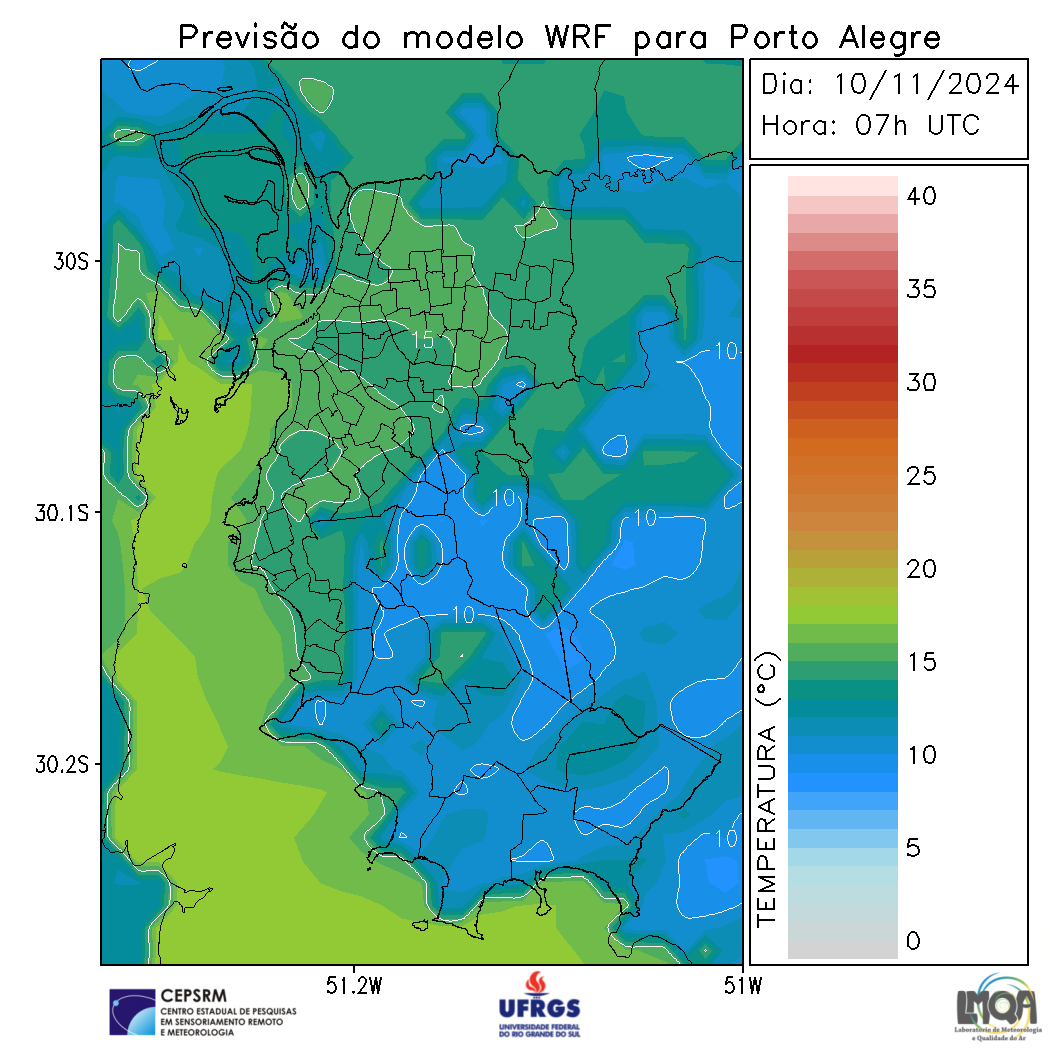 Previsão do modelo WRF para Porto Alegre
Dia: 10/11/2024
Hora: 07h UTC
30S
30.1S
30.2S
51.2W
51W
15
10
10
10
10
10
TEMPERATURA (°C)
40
35
30
25
20
15
10
5
0
CEPSRM
CENTRO ESTADUAL DE PESQUISAS
EM SENSORIAMENTO REMOTO
E METEOROLOGIA
UFRGS
UNIVERSIDADE FEDERAL
DO RIO GRANDE DO SUL
LMQA
Laboratório de Meteorologia
e Qualidade do Ar